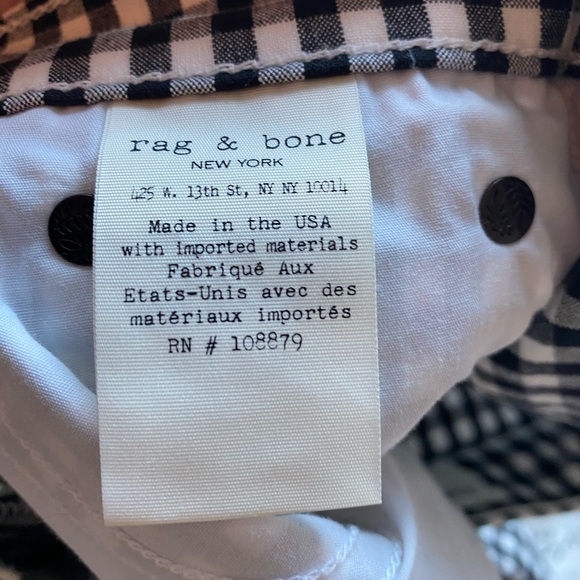 rag & bone
NEW YORK
425 W. 13th St, NY NY 10014
Made in the USA
with imported materials
Fabriqué Aux
Etats-Unis avec des
matériaux importés
RN # 108879